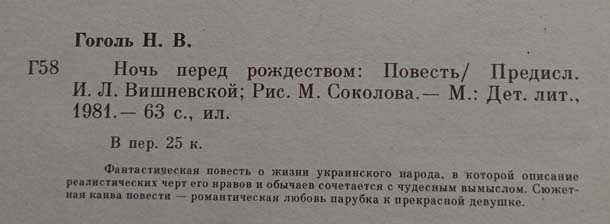 Гоголь Н. В.
Г58 Ночь перед рождеством: Повесть/ Предисл.
И. Л. Вишневской; Рис. М. Соколова.— М.: Дет. лит.,
1981.— 63 с., ил.
В пер. 25 к.
Фантастическая повесть о жизни украинского народа, в которой описание
реалистических черт его нравов и обычаев сочетается с чудесным вымыслом. Сюжет-
ная канва повести — романтическая любовь парубка к прекрасной девушке.